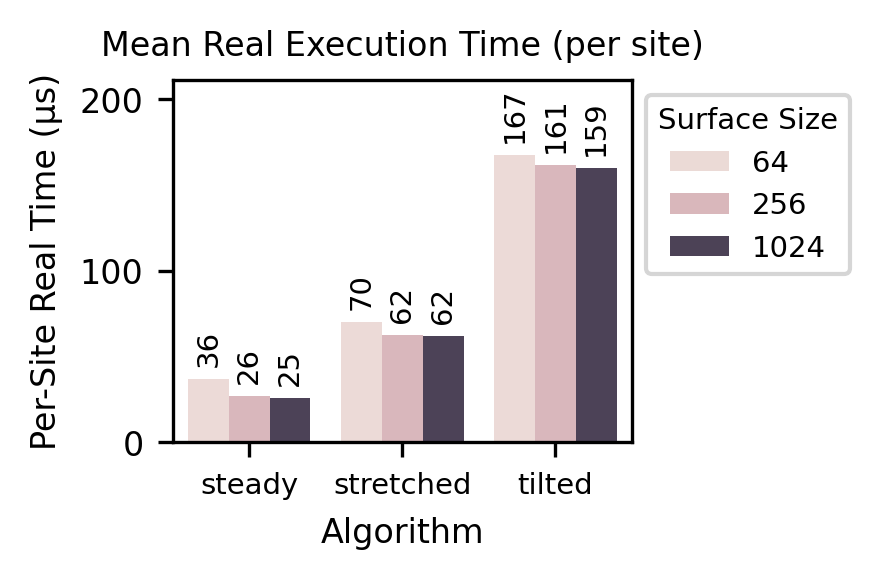 Mean Real Execution Time (per site)
Per-Site Real Time (µs)
200
100
0
36
26
25
70
62
62
167
161
159
steady
stretched
tilted
Algorithm
Surface Size
64
256
1024